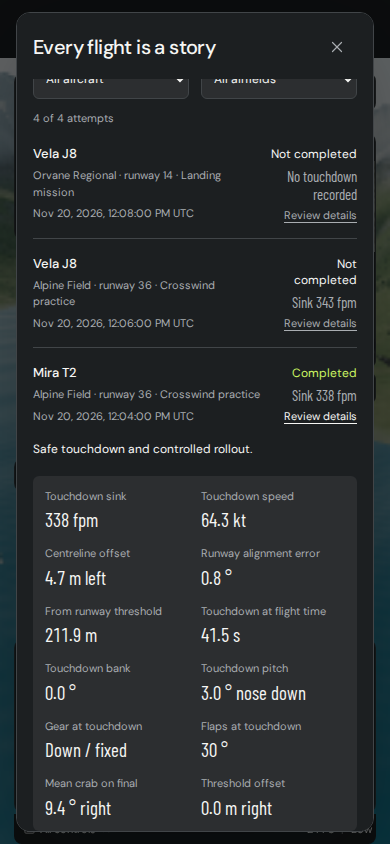 Every flight is a story
All aircraft
All airfields
4 of 4 attempts
Vela J8
Not completed
Orvane Regional · runway 14 · Landing
mission
No touchdown
recorded
Nov 20, 2026, 12:08:00 PM UTC
Review details
Vela J8
Not
completed
Alpine Field · runway 36 · Crosswind
practice
Sink 343 fpm
Nov 20, 2026, 12:06:00 PM UTC
Review details
Mira T2
Completed
Alpine Field · runway 36 · Crosswind practice
Sink 338 fpm
Nov 20, 2026, 12:04:00 PM UTC
Review details
Safe touchdown and controlled rollout.
Touchdown sink
Touchdown speed
338 fpm
64.3 kt
Centreline offset
Runway alignment error
4.7 m left
0.8 °
From runway threshold
Touchdown at flight time
211.9 m
41.5 s
Touchdown bank
Touchdown pitch
0.0 °
3.0 ° nose down
Gear at touchdown
Flaps at touchdown
Down / fixed
30 °
Mean crab on final
Threshold offset
9.4 ° right
0.0 m right